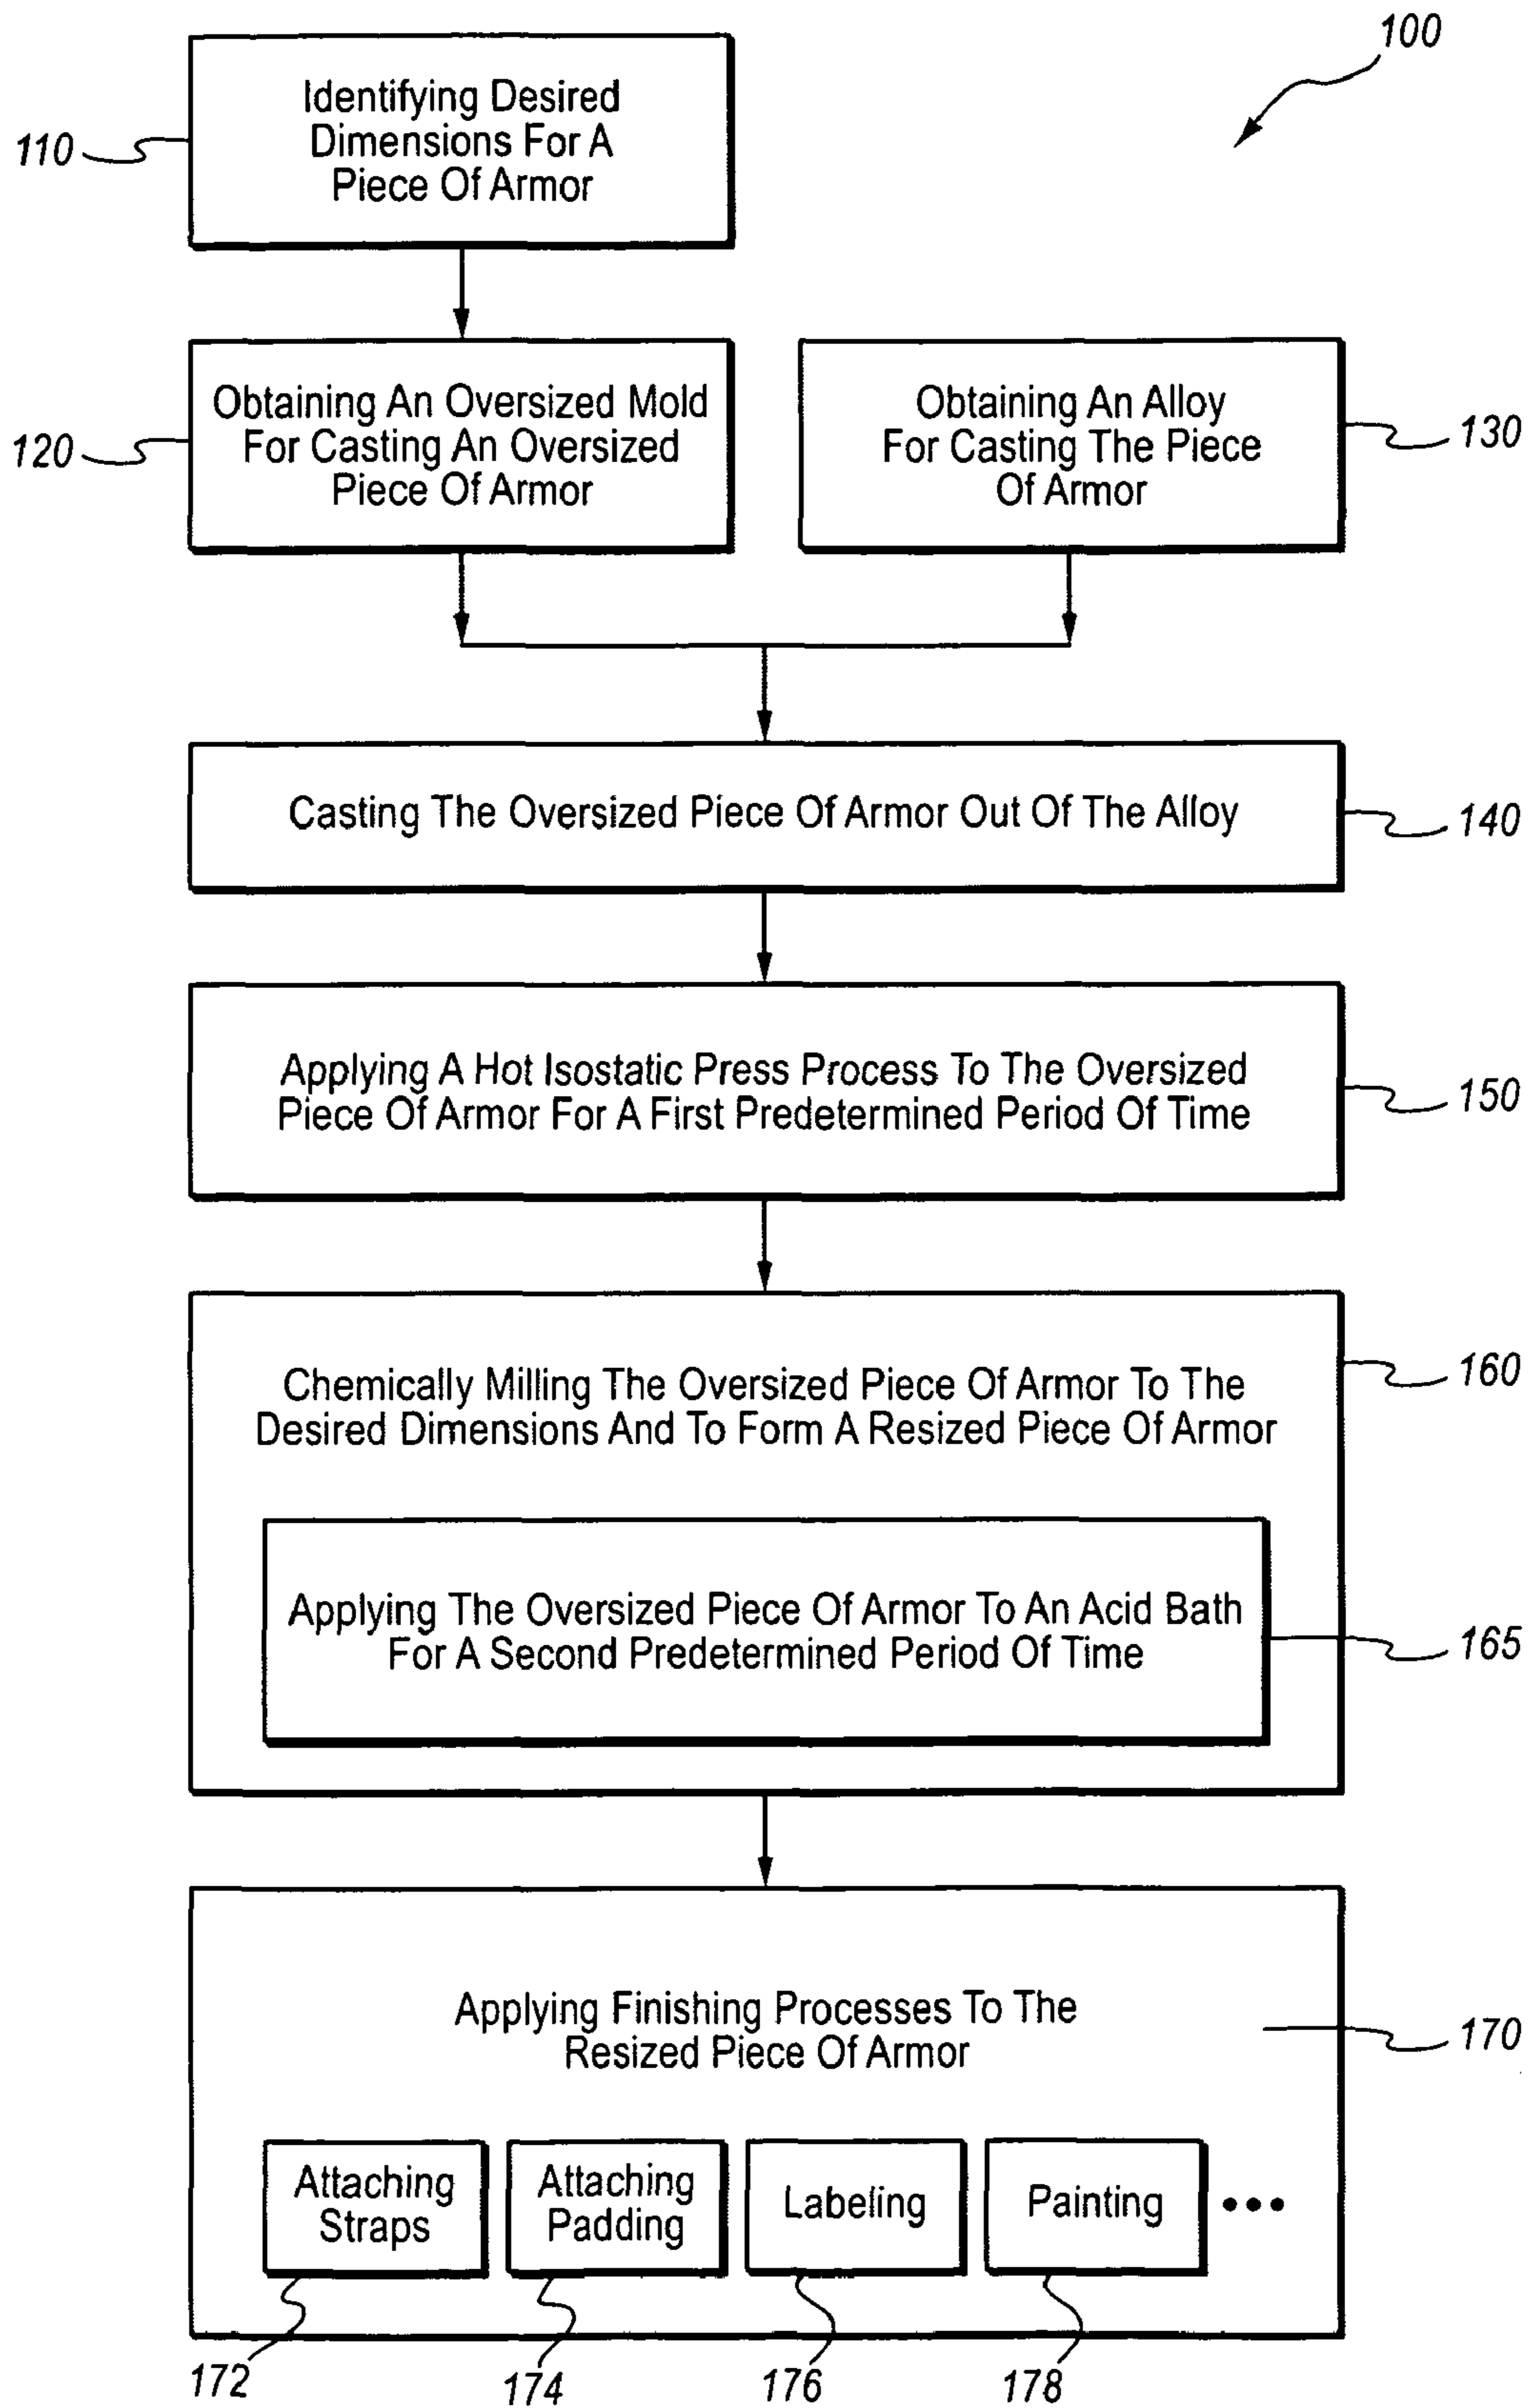 100
Identifying Desired
Dimensions For A
Piece Of Armor
110
Obtaining An Oversized Mold
For Casting An Oversized
Piece Of Armor
120
Obtaining An Alloy
For Casting The Piece
Of Armor
130
Casting The Oversized Piece Of Armor Out Of The Alloy
140
Applying A Hot Isostatic Press Process To The Oversized
Piece Of Armor For A First Predetermined Period Of Time
150
Chemically Milling The Oversized Piece Of Armor To The
Desired Dimensions And To Form A Resized Piece Of Armor
160
Applying The Oversized Piece Of Armor To An Acid Bath
For A Second Predetermined Period Of Time
165
Applying Finishing Processes To The
Resized Piece Of Armor
170
Attaching
Straps
Attaching
Padding
Labeling
Painting
•••
172
174
176
178